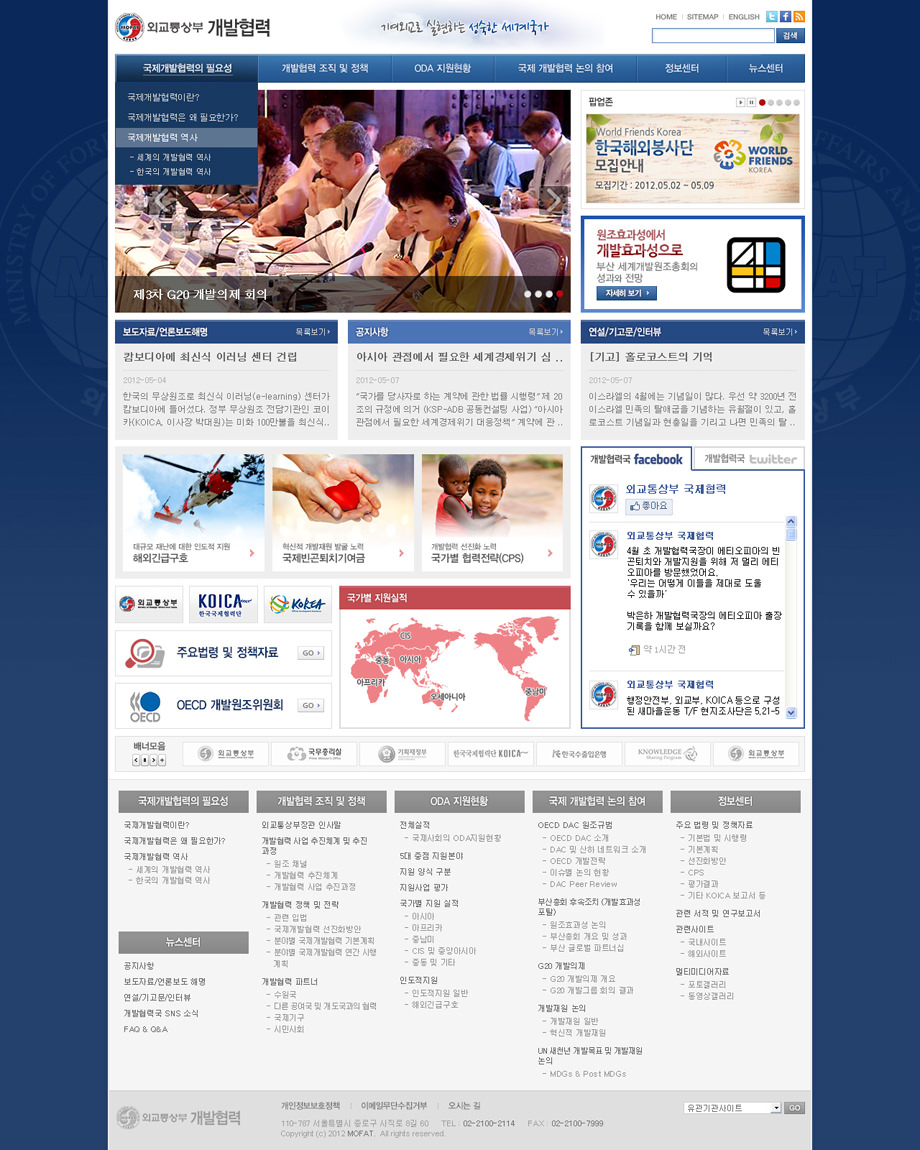 외교통상부 개발협력
기여외교로 실현하는 성숙한 세계국가
HOME | SITEMAP | ENGLISH
검색
국제개발협력의 필요성
개발협력 조직 및 정책
ODA 지원현황
국제 개발협력 논의 참여
정보센터
뉴스센터
국제개발협력이란?
국제개발협력은 왜 필요한가?
국제개발협력 역사
- 세계의 개발협력 역사
- 한국의 개발협력 역사
제3차 G20 개발의제 회의
팝업존
World Friends Korea
한국해외봉사단
모집안내
모집기간 : 2012.05.02 ~ 05.09
WORLD
FRIENDS
KOREA
원조효과성에서
개발효과성으로
부산 세계개발원조총회의
성과와 전망
자세히 보기
보도자료/언론보도해명
목록보기
캄보디아에 최신식 이러닝 센터 건립
2012-05-04
한국의 무상원조로 최신식 이러닝(e-learning) 센터가
캄보디아에 들어섰다. 정부 무상원조 전담기관인 코이
카(KOICA, 이사장 박대원)는 미화 100만불을 최신식..
공지사항
목록보기
아시아 관점에서 필요한 세계경제위기 심 ..
2012-05-07
"국가를 당사자로 하는 계약에 관한 법률 시행령" 제 20
조의 규정에 의거 (KSP-ADB 공동컨설팅 사업) "아시아
관점에서 필요한 세계경제위기 대응정책" 계약에 관 ..
연설/기고문/인터뷰
목록보기
[기고] 홀로코스트의 기억
2012-05-07
이스라엘의 4월에는 기념일이 많다. 우선 약 3200년 전
이스라엘 민족의 탈애굽을 기념하는 유월절이 있고, 홀
로코스트 기념일과 현충일을 기리고 나면 민족의 탈 ..
대규모 재난에 대한 인도적 지원
해외긴급구호
혁신적 개발재원 발굴 노력
국제빈곤퇴치기여금
개발협력 선진화 노력
국가별 협력전략(CPS)
개발협력국 facebook
개발협력국 twitter
외교통상부 국제협력
좋아요
외교통상부 국제협력
4월 초 개발협력국장이 에티오피아의 빈
곤퇴치와 개발지원을 위해 저 멀리 에티
오피아를 방문했었어요.
'우리는 어떻게 이들을 제대로 도울
수 있을까'
박은하 개발협력국장의 에티오피아 출장
기록을 함께 보실까요?
약 1시간 전
외교통상부 국제협력
행정안전부, 외교부, KOICA 등으로 구성
된 새마을운동 T/F 현지조사단은 5.21-5
외교통상부
KOICA
한국국제협력단
KOREA
주요법령 및 정책자료
GO
OECD
OECD 개발원조위원회
GO
국가별 지원실적
CIS
중동
아시아
아프리카
오세아니아
중남미
배너모음
외교통상부
국무총리실
Prime Minister's Office
기획재정부
한국국제협력단 KOICA
한국수출입은행
KNOWLEDGE
Sharing Program
외교통상부
국제개발협력의 필요성
국제개발협력이란?
국제개발협력은 왜 필요한가?
국제개발협력 역사
- 세계의 개발협력 역사
- 한국의 개발협력 역사
뉴스센터
공지사항
보도자료/언론보도 해명
연설/기고문/인터뷰
개발협력국 SNS 소식
FAQ & Q&A
개발협력 조직 및 정책
외교통상부장관 인사말
개발협력 사업 추진체계 및 추진
과정
- 원조 채널
- 개발협력 추진체계
- 개발협력 사업 추진과정
개발협력 정책 및 전략
- 관련 입법
- 국제개발협력 선진화방안
- 분야별 국제개발협력 기본계획
- 분야별 국제개발협력 연간 사행
계획
개발협력 파트너
- 수원국
- 다른 공여국 및 개도국과의 협력
- 국제기구
- 시민사회
ODA 지원현황
전체실적
- 국제사회의 ODA지원현황
5대 중점 지원분야
지원 양식 구분
지원사업 평가
국가별 지원 실적
- 아시아
- 아프리카
- 중남미
- CIS 및 중앙아시아
- 중동 및 기타
인도적지원
- 인도적지원 일반
- 해외긴급구호
국제 개발협력 논의 참여
OECD DAC 원조규범
- OECD DAC 소개
- DAC 및 산하 네트워크 소개
- OECD 개발전략
- 이슈별 논의 현황
- DAC Peer Review
부산총회 후속조치 (개발효과성
포탈)
- 원조효과성 논의
- 부산총회 개요 및 성과
- 부산 글로벌 파트너십
G20 개발의제
- G20 개발의제 개요
- G20 개발그룹 회의 결과
개발재원 논의
- 개발재원 일반
- 혁신적 개발재원
UN 새천년 개발목표 및 개발재원
논의
- MDGs & Post MDGs
정보센터
주요 법령 및 정책자료
- 기본법 및 시행령
- 기본계획
- 선진화방안
- CPS
- 평가결과
- 기타 KOICA 보고서 등
관련 서적 및 연구보고서
관련사이트
- 국내사이트
- 해외사이트
멀티미디어자료
- 포토갤러리
- 동영상갤러리
외교통상부 개발협력
개인정보보호정책 | 이메일무단수집거부 | 오시는 길
110-787 서울특별시 종로구 사직로 8길 60 TEL : 02-2100-2114 FAX : 02-2100-7999
Copyright (c) 2012 MOFAT. All rights reserved.
유관기관사이트
GO